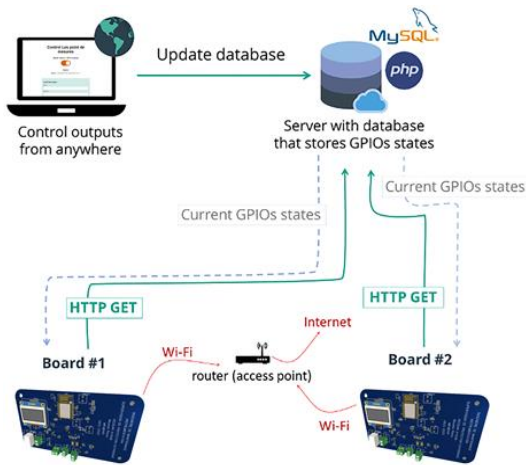 MySQL®
php
Update database
Control outputs
from anywhere
Server with database
that stores GPIOs states
Current GPIOs states
Current GPIOs states
HTTP GET
HTTP GET
Internet
Board #1
Wi-Fi
Board #2
router (access point)
Wi-Fi